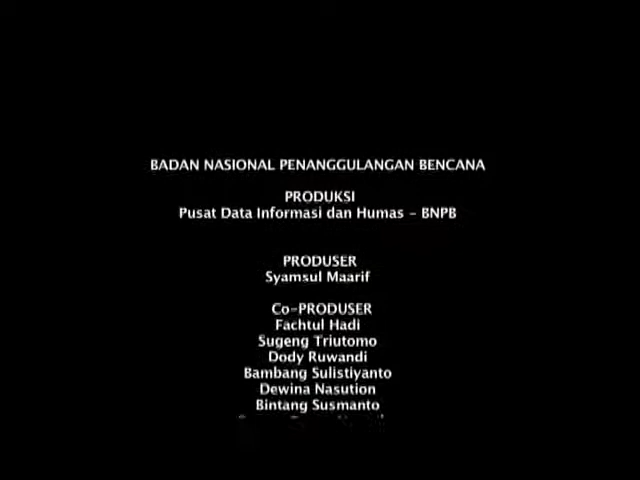 BADAN NASIONAL PENANGGULANGAN BENCANA
PRODUKSI
Pusat Data Informasi dan Humas - BNPB
PRODUSER
Syamsul Maarif
Co-PRODUSER
Fachtul Hadi
Sugeng Triutomo
Dody Ruwandi
Bambang Sulistiyanto
Dewina Nasution
Bintang Susmanto